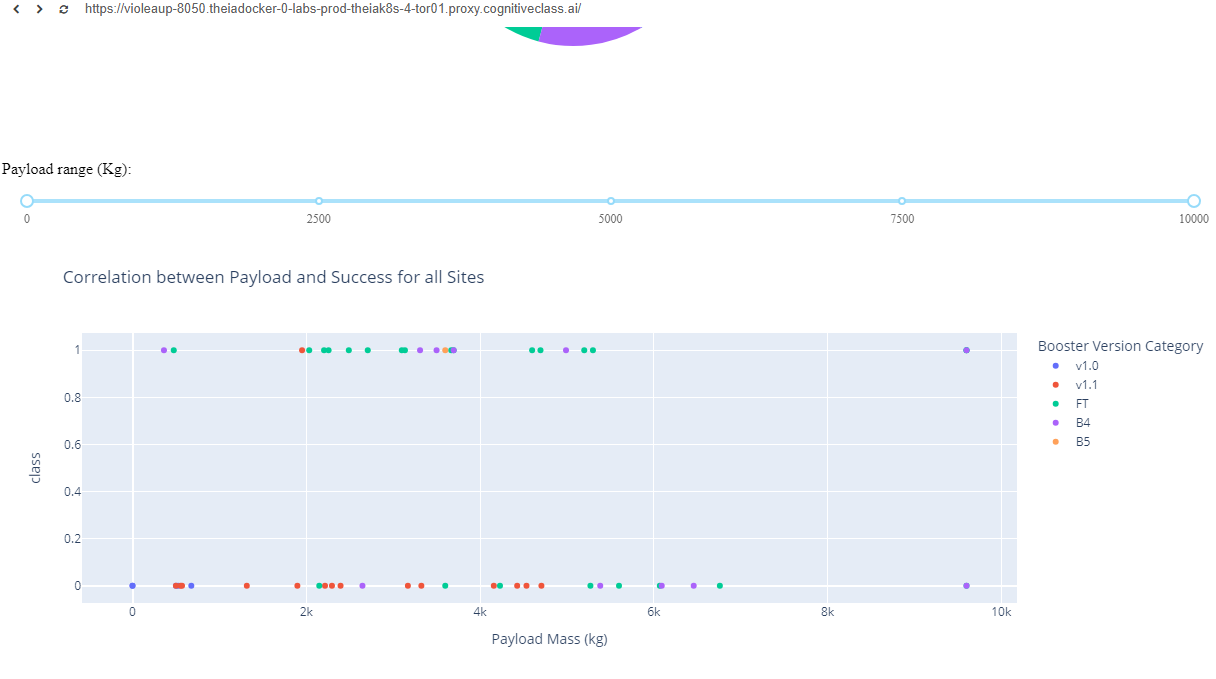 https://violeaup-8050.theiadocker-0-labs-prod-theiak8s-4-tor01.proxy.cognitiveclass.ai/
Payload range (Kg):
0 2500 5000 7500 10000
Correlation between Payload and Success for all Sites
Booster Version Category
v1.0
v1.1
FT
B4
B5
1
0.8
0.6
0.4
0.2
0
class
0 2k 4k 6k 8k 10k
Payload Mass (kg)